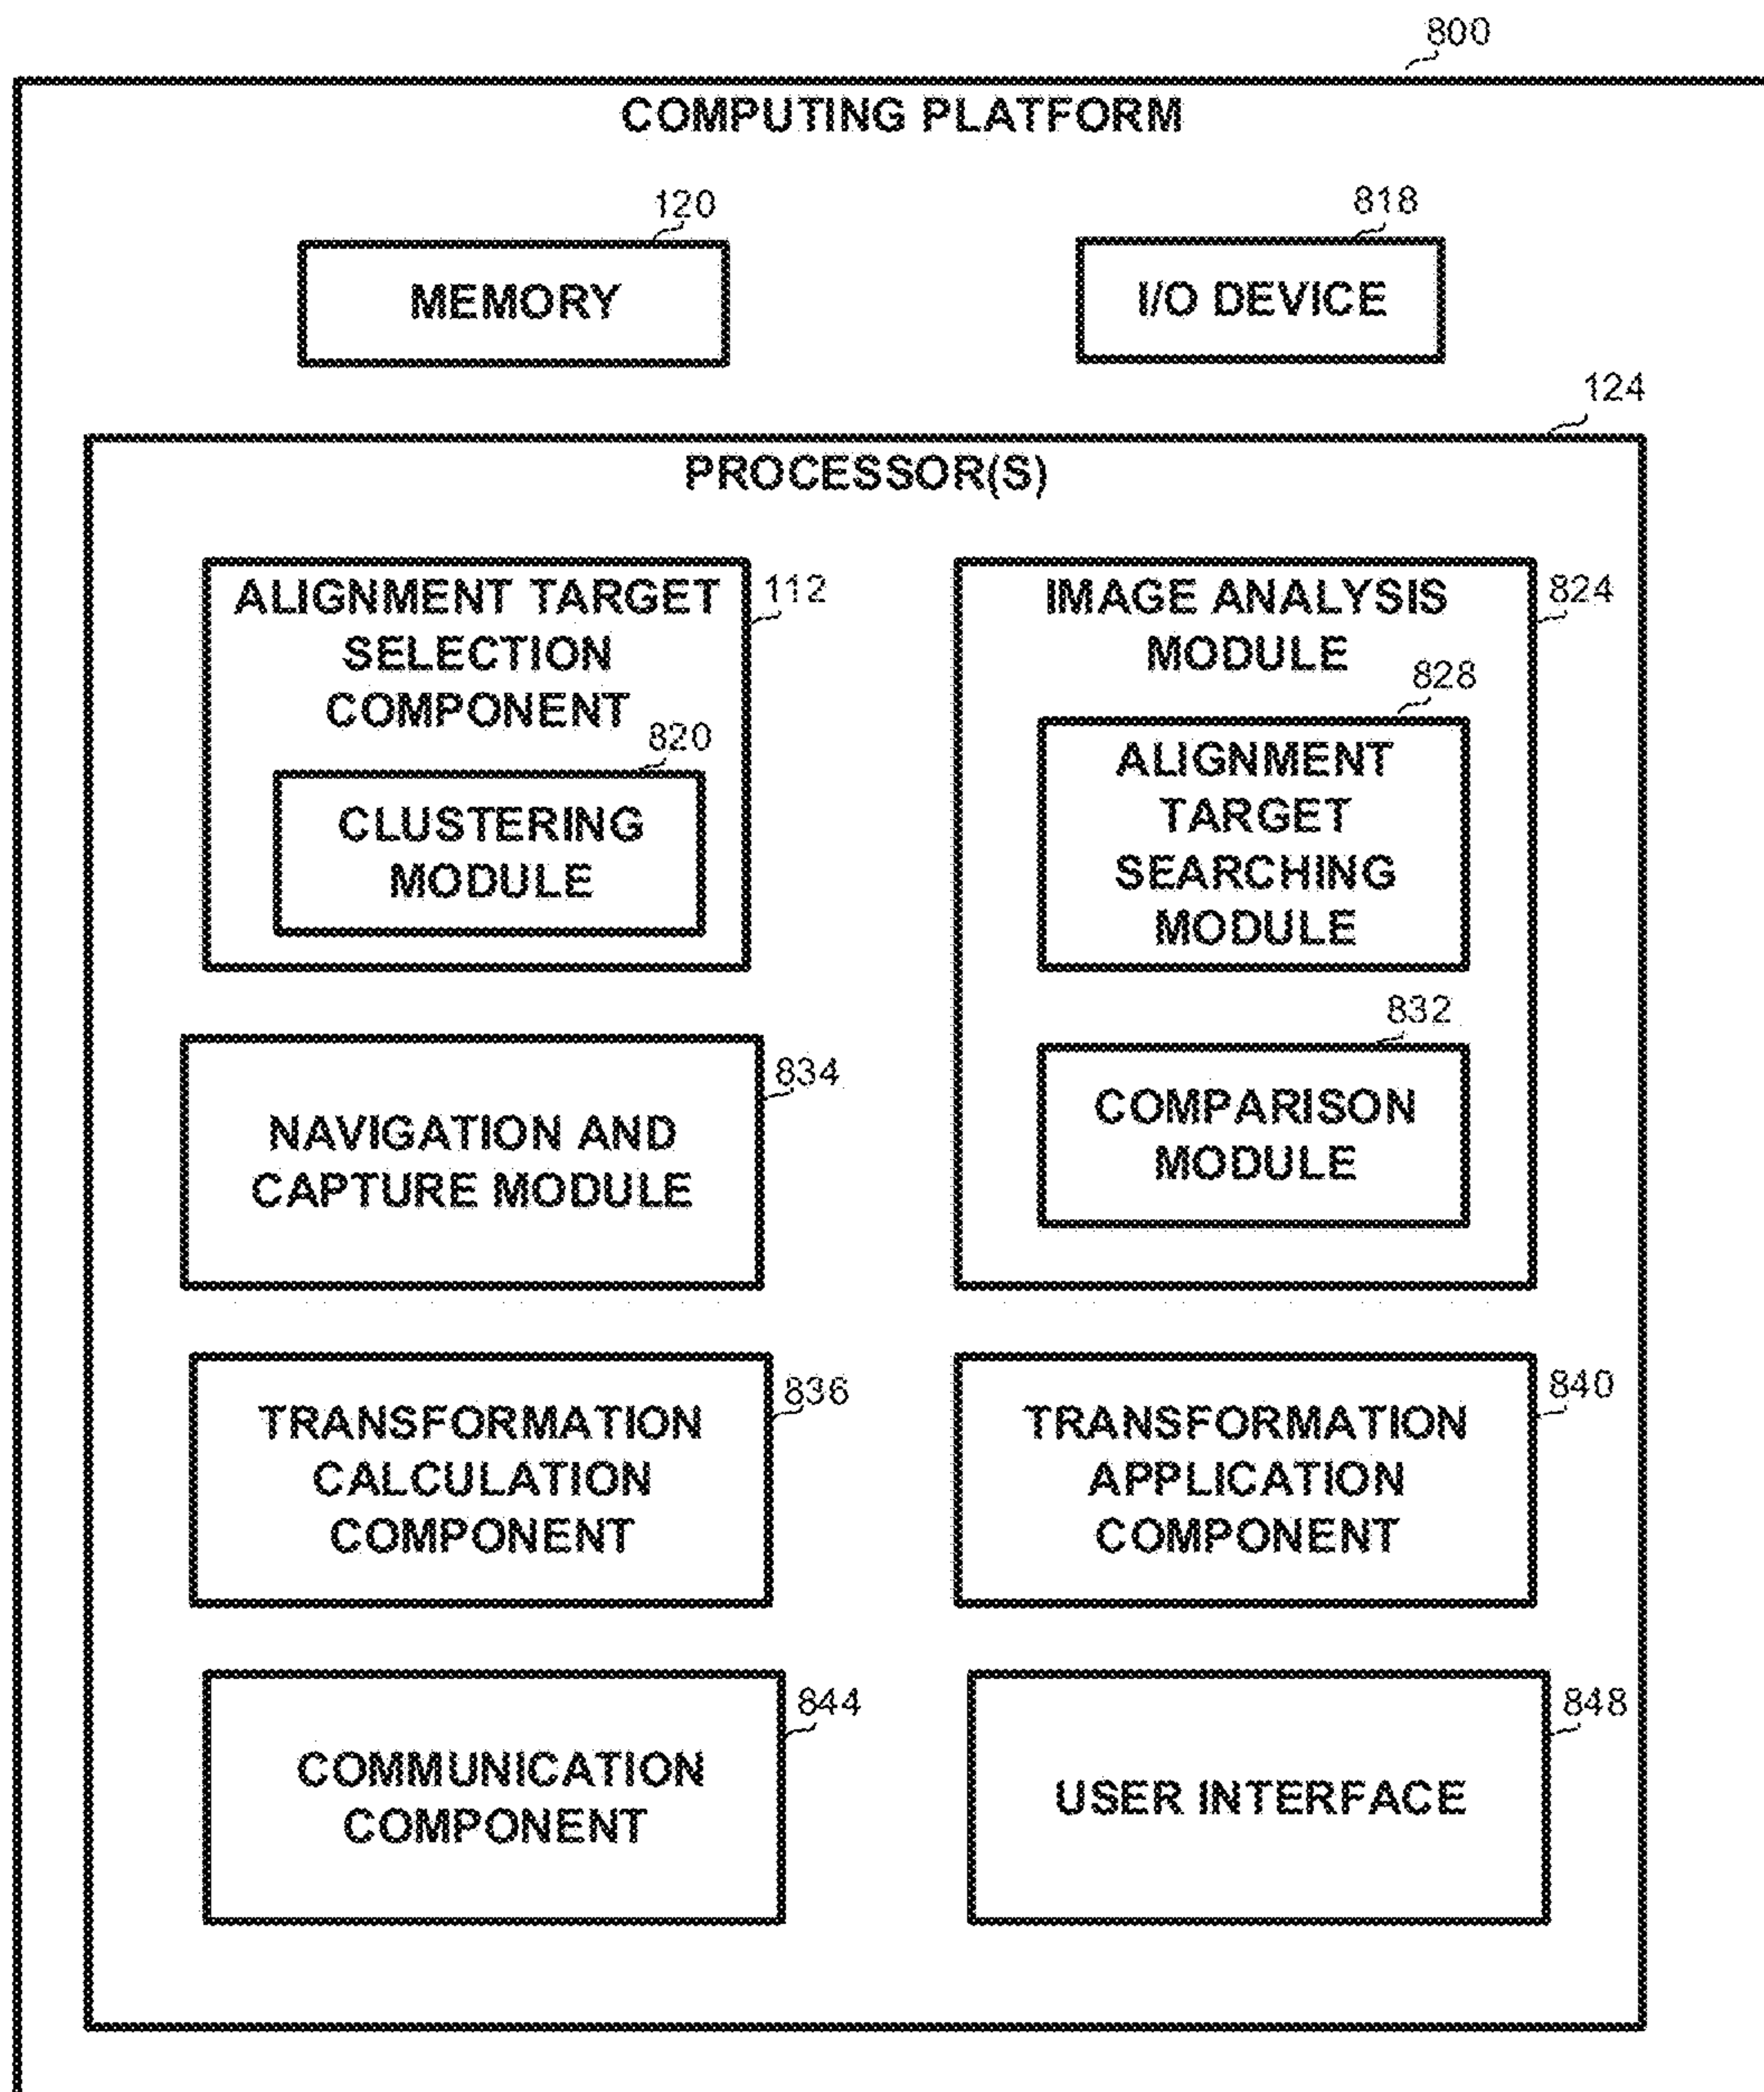 800
COMPUTING PLATFORM
120
MEMORY
818
I/O DEVICE
124
PROCESSOR(S)
112
ALIGNMENT TARGET
SELECTION
COMPONENT
820
CLUSTERING
MODULE
824
IMAGE ANALYSIS
MODULE
828
ALIGNMENT
TARGET
SEARCHING
MODULE
832
COMPARISON
MODULE
834
NAVIGATION AND
CAPTURE MODULE
836
TRANSFORMATION
CALCULATION
COMPONENT
840
TRANSFORMATION
APPLICATION
COMPONENT
844
COMMUNICATION
COMPONENT
848
USER INTERFACE